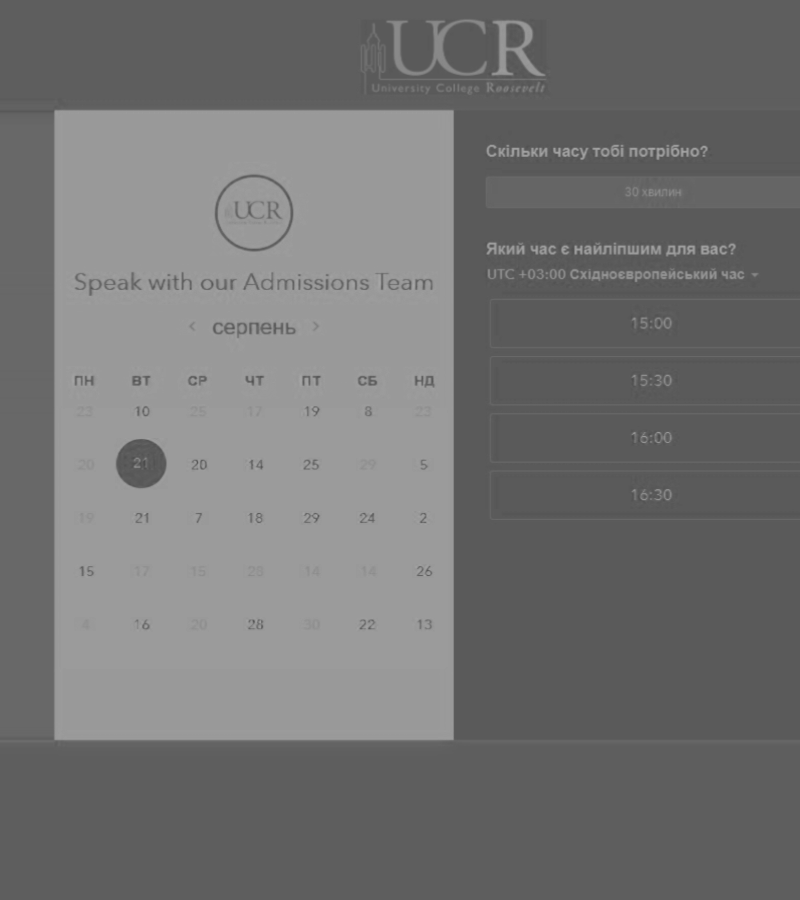 UCR
University College Roosevelt
UCR
Speak with our Admissions Team
‹ серпень ›
ПН ВТ СР ЧТ ПТ СБ НД
23 10 25 17 19 8 23
20 21 20 14 25 29 5
19 21 7 18 29 24 2
15 17 15 28 14 14 26
4 16 20 28 30 22 13
Скільки часу тобі потрібно?
30 хвилин
Який час є найліпшим для вас?
UTC +03:00 Східноєвропейський час
15:00
15:30
16:00
16:30